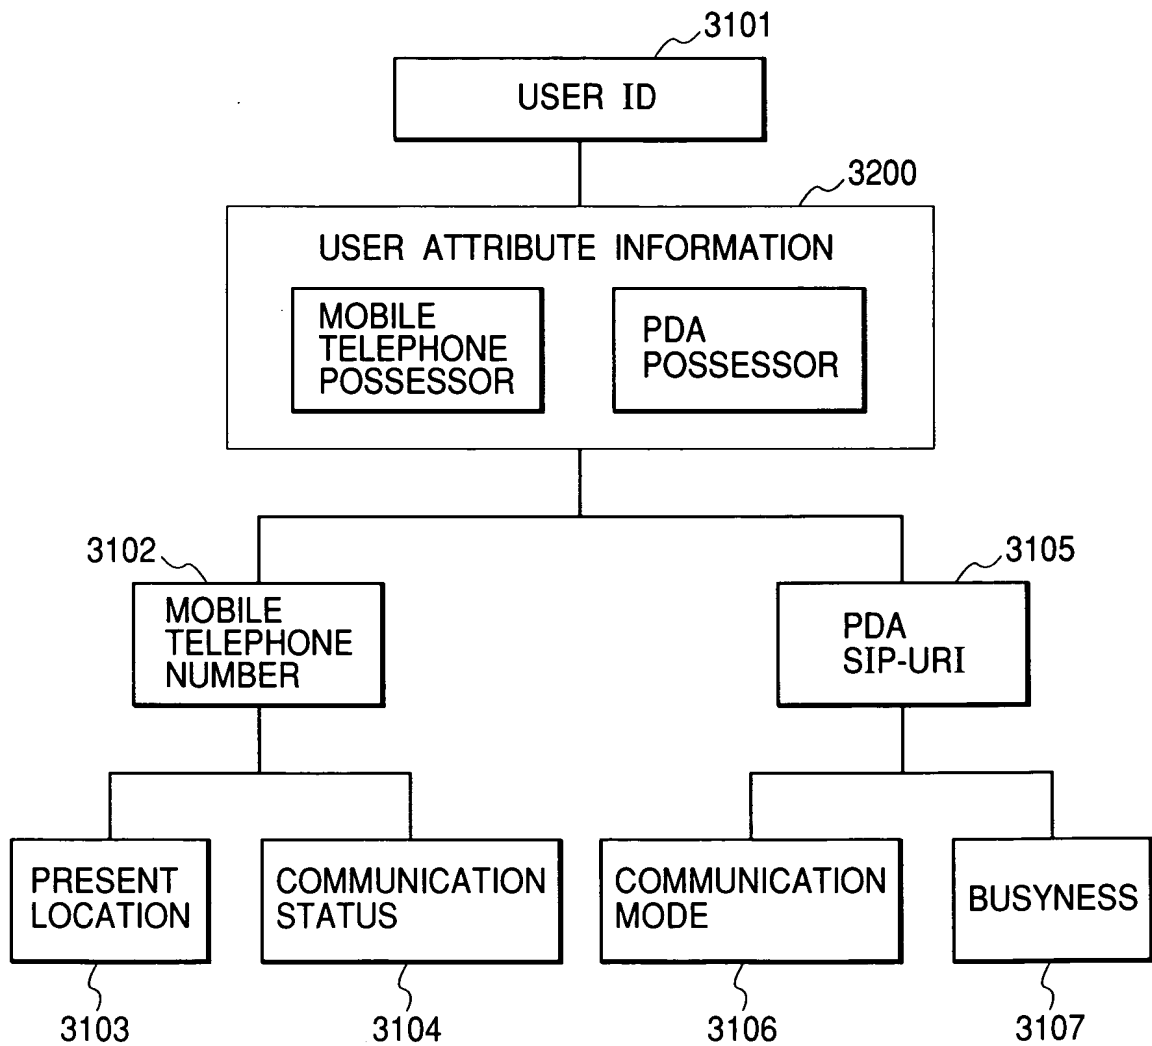 3101
USER ID
3200
USER ATTRIBUTE INFORMATION
MOBILE
TELEPHONE
POSSESSOR
PDA
POSSESSOR
3102
MOBILE
TELEPHONE
NUMBER
3105
PDA
SIP-URI
PRESENT
LOCATION
COMMUNICATION
STATUS
COMMUNICATION
MODE
BUSYNESS
3103
3104
3106
3107